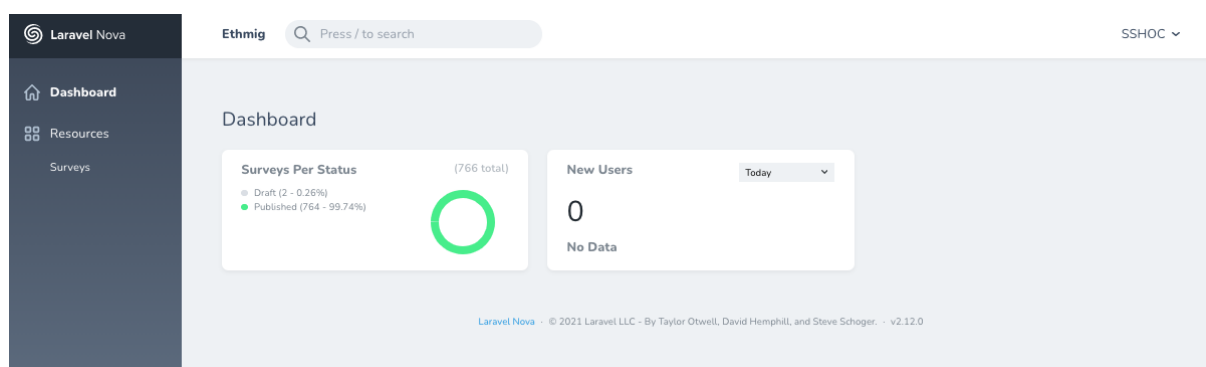 Laravel Nova
Ethmig
Press / to search
SSHOC
Dashboard
Resources
Surveys
Dashboard
Surveys Per Status
(766 total)
Draft (2 - 0.26%)
Published (764 - 99.74%)
New Users
Today
0
No Data
Laravel Nova · © 2021 Laravel LLC - By Taylor Otwell, David Hemphill, and Steve Schoger. · v2.12.0